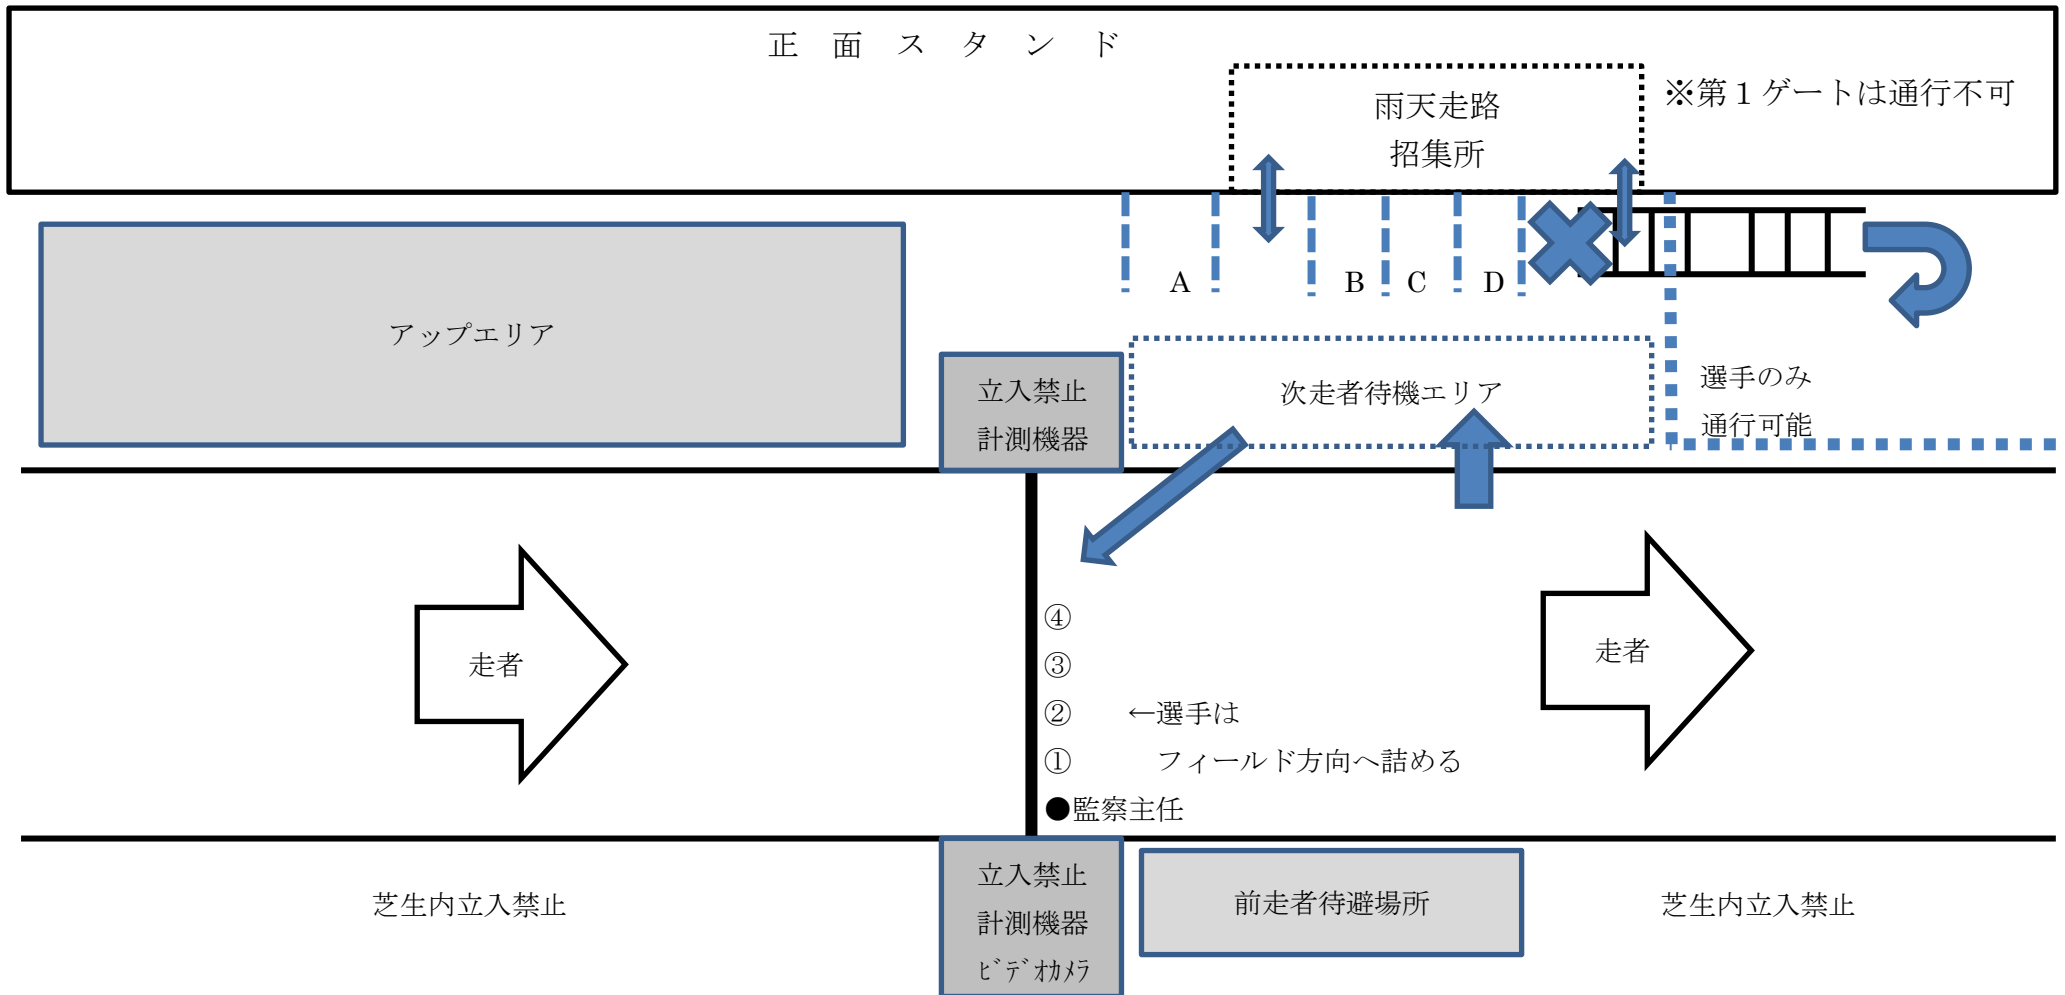 正　面　ス　タ　ン　ド
※第１ゲートは通行不可
雨天走路
招集所
A
B
C
D
アップエリア
立入禁止
計測機器
次走者待機エリア
選手のみ
通行可能
走者
④
③
②　　←選手は
①　　　フィールド方向へ詰める
●監察主任
走者
芝生内立入禁止
立入禁止
計測機器
ﾋﾞﾃﾞｵｶﾒﾗ
前走者待避場所
芝生内立入禁止